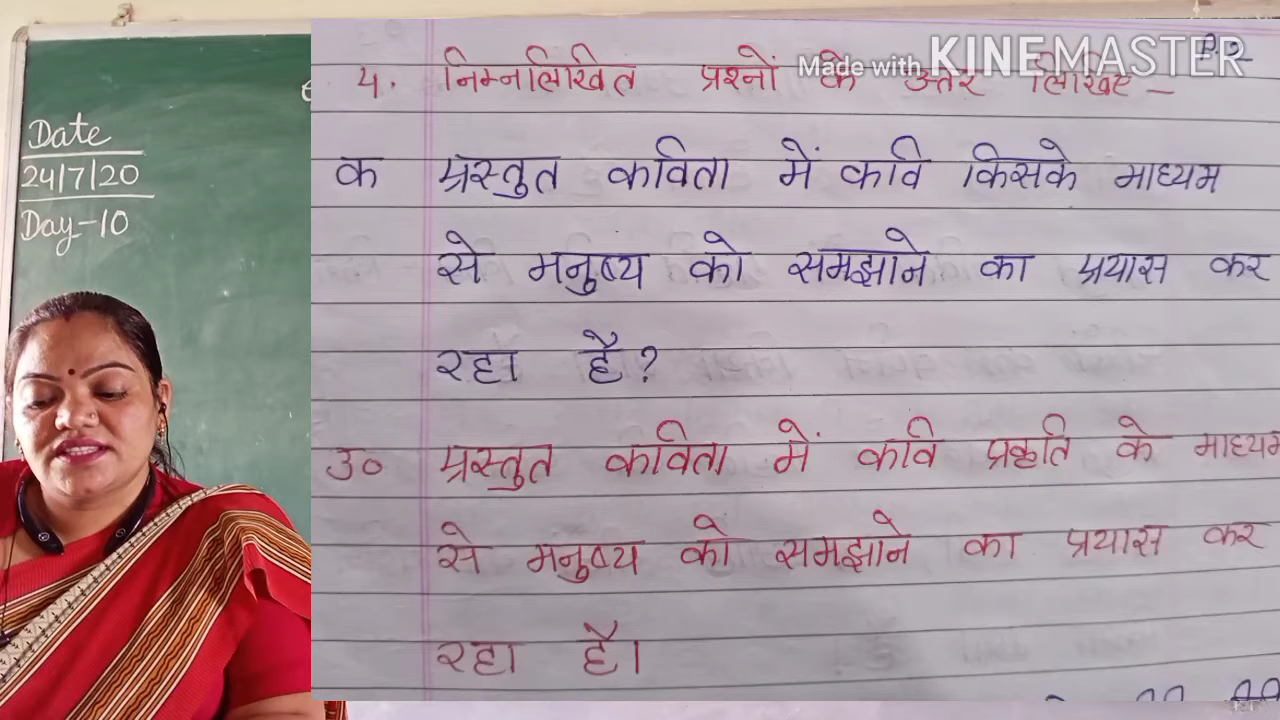 Date
24/7/20
Day-10
Made with KINEMASTER
P.2
4. निम्नलिखित प्रश्नों के उत्तर लिखिए –
क प्रस्तुत कविता में कवि किसके माध्यम
से मनुष्य को समझाने का प्रयास कर
रहा है?
उ० प्रस्तुत कविता में कवि प्रकृति के माध्यम
से मनुष्य को समझाने का प्रयास कर
रहा है।